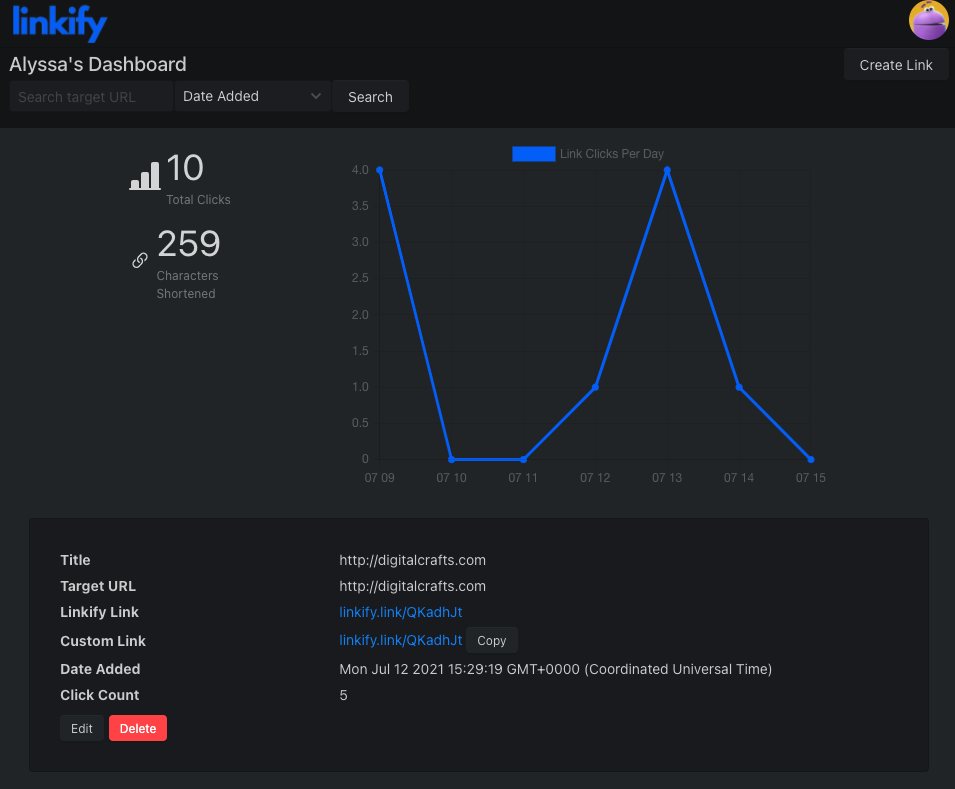 linkify
Alyssa's Dashboard
Create Link
Search target URL
Date Added
Search
10
Total Clicks
259
Characters
Shortened
Link Clicks Per Day
4.0
3.5
3.0
2.5
2.0
1.5
1.0
0.5
0
07 09 07 10 07 11 07 12 07 13 07 14 07 15
Title http://digitalcrafts.com
Target URL http://digitalcrafts.com
Linkify Link linkify.link/QKadhJt
Custom Link linkify.link/QKadhJt Copy
Date Added Mon Jul 12 2021 15:29:19 GMT+0000 (Coordinated Universal Time)
Click Count 5
Edit Delete